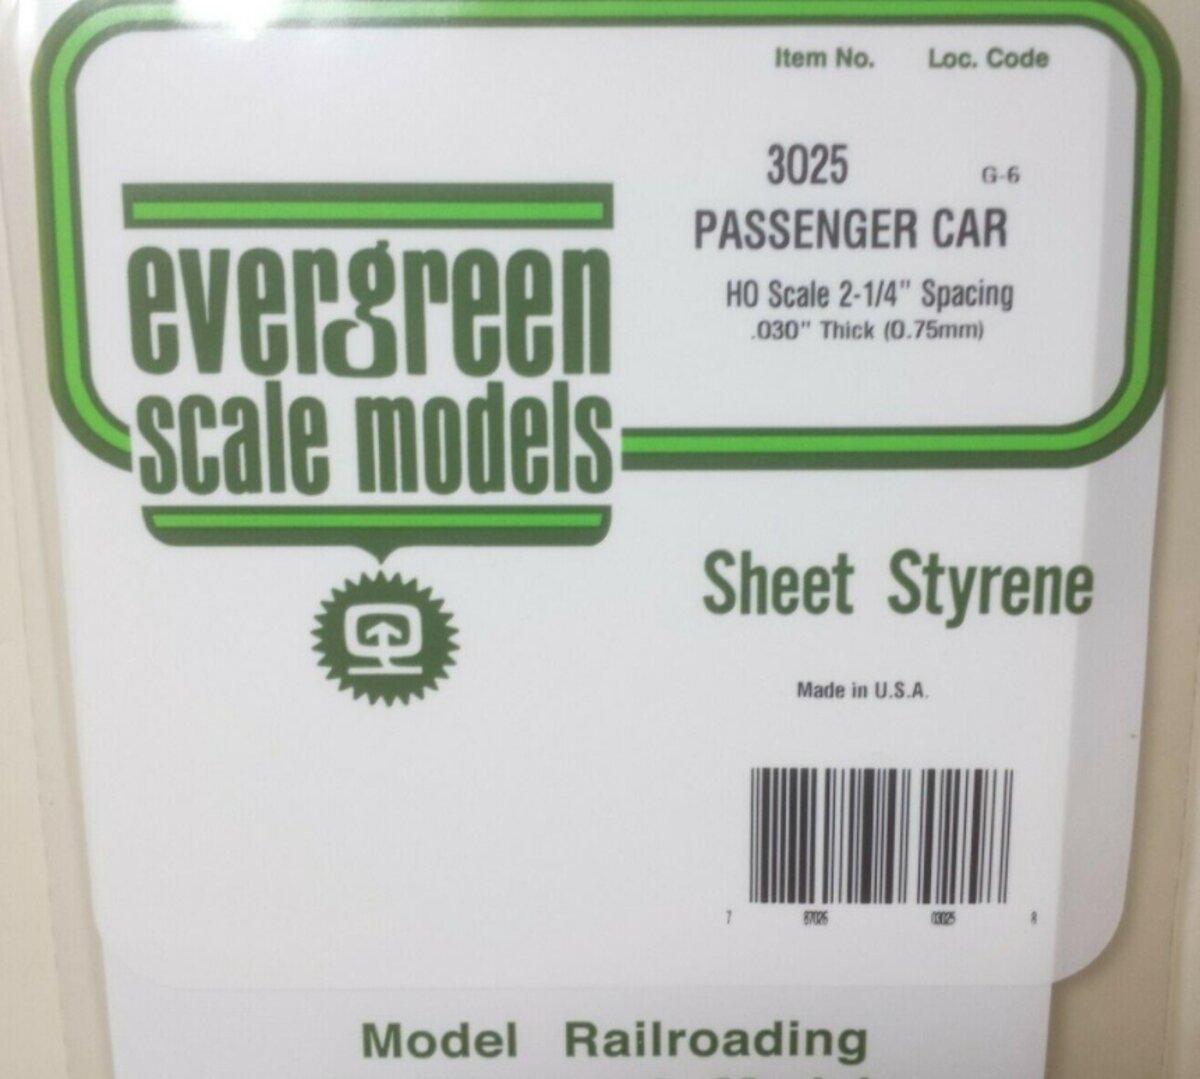 Item No. Loc. Code
3025 G-6
PASSENGER CAR
HO Scale 2-1/4" Spacing
.030" Thick (0.75mm)
evergreen
scale models
Sheet Styrene
Made in U.S.A.
7 87026 03025 8
Model Railroading